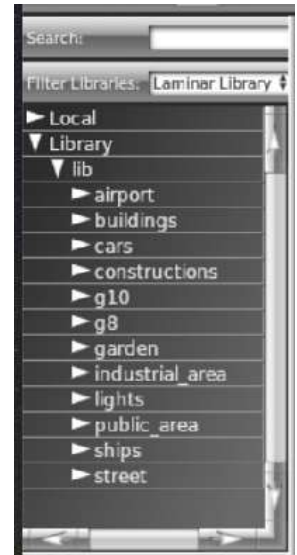 Search:
Filter Libraries: Laminar Library
Local
Library
lib
airport
buildings
cars
constructions
g10
g8
garden
industrial_area
lights
public_area
ships
street